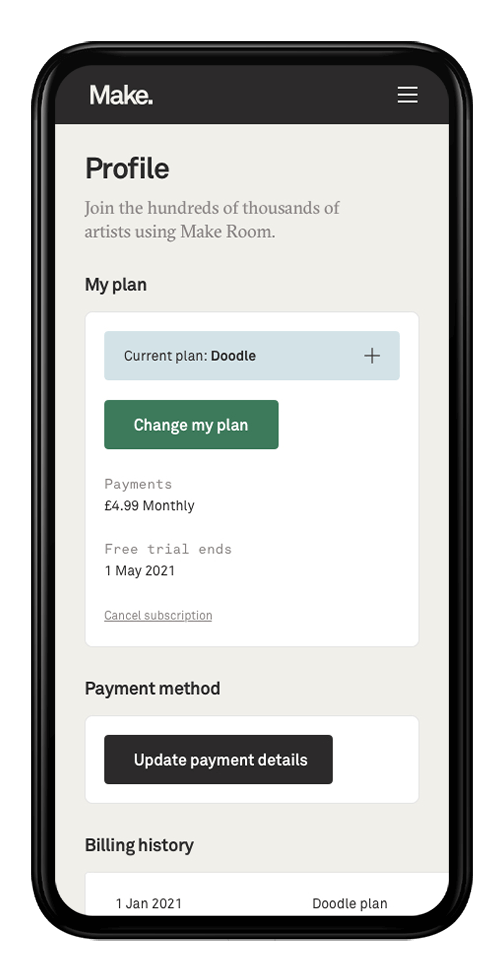 Make.
Profile
Join the hundreds of thousands of
artists using Make Room.
My plan
Current plan: Doodle
Change my plan
Payments
£4.99 Monthly
Free trial ends
1 May 2021
Cancel subscription
Payment method
Update payment details
Billing history
1 Jan 2021 Doodle plan